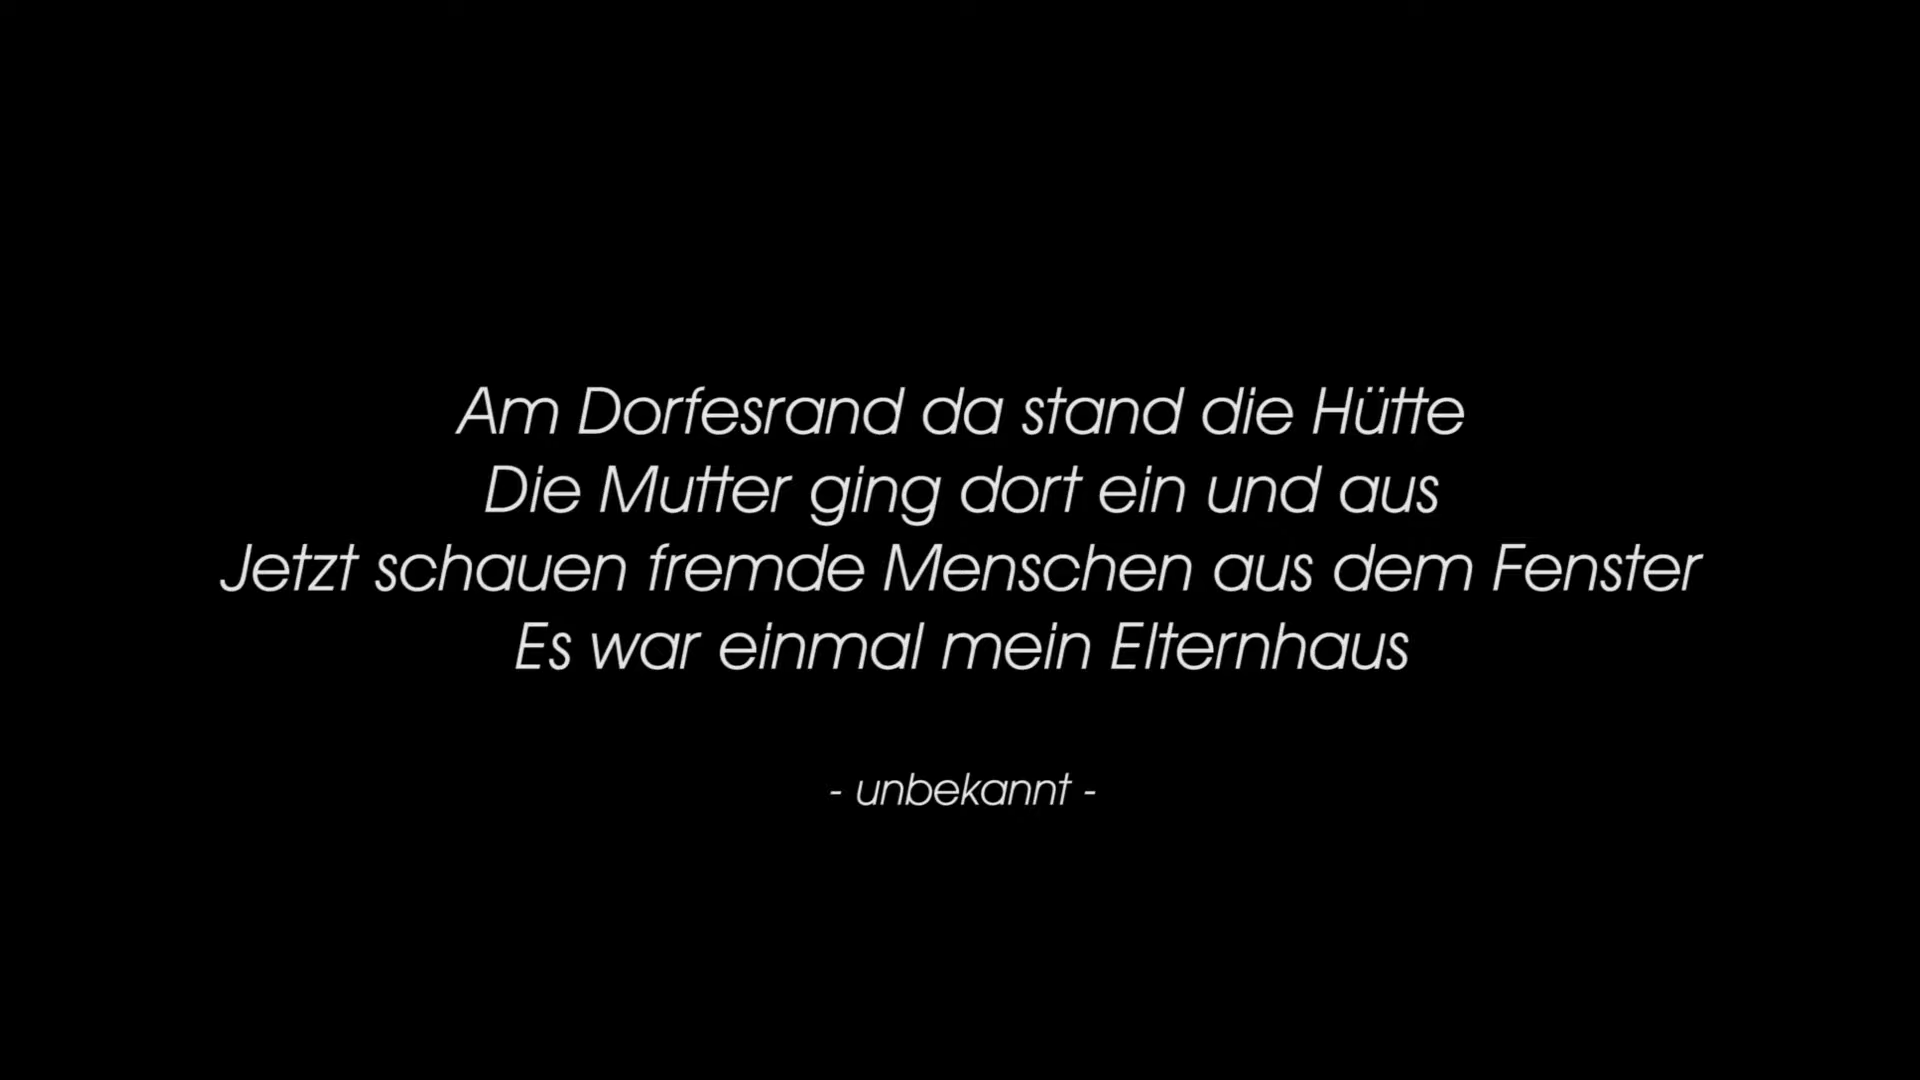 Am Dorfesrand da stand die Hütte
Die Mutter ging dort ein und aus
Jetzt schauen fremde Menschen aus dem Fenster
Es war einmal mein Elternhaus
- unbekannt -